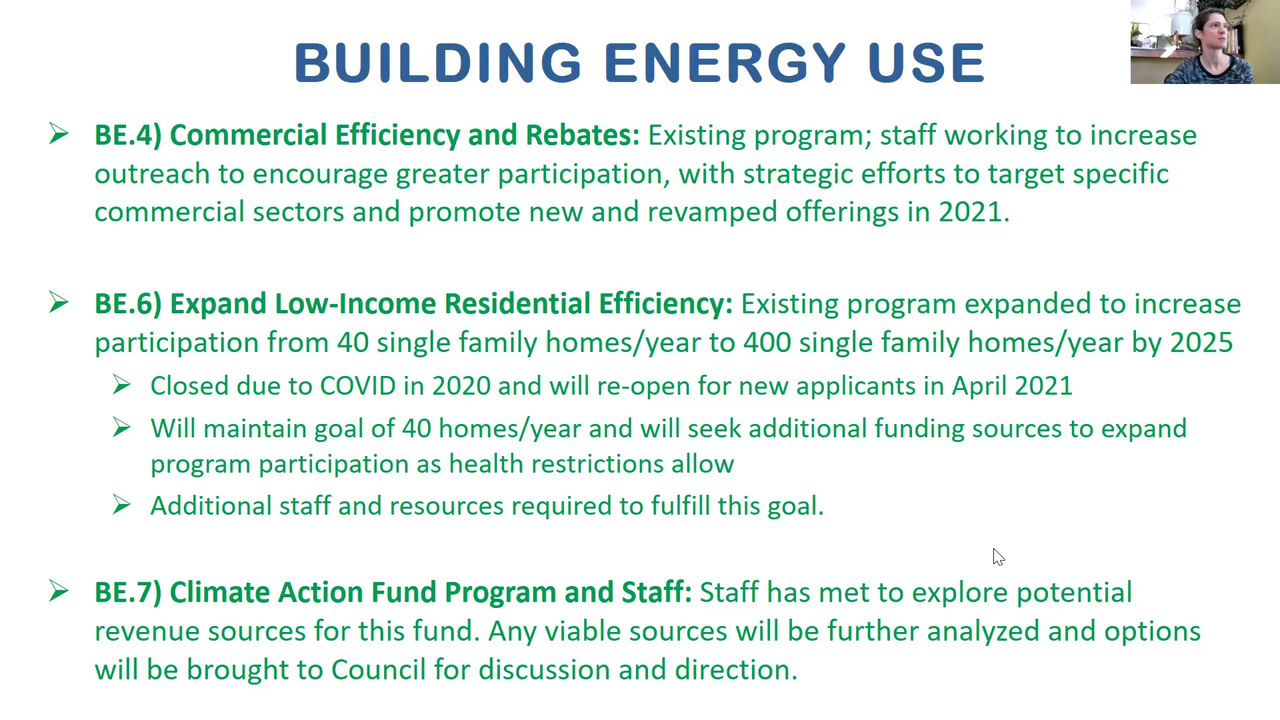 BUILDING ENERGY USE
BE.4) Commercial Efficiency and Rebates: Existing program; staff working to increase
outreach to encourage greater participation, with strategic efforts to target specific
commercial sectors and promote new and revamped offerings in 2021.
BE.6) Expand Low-Income Residential Efficiency: Existing program expanded to increase
participation from 40 single family homes/year to 400 single family homes/year by 2025
Closed due to COVID in 2020 and will re-open for new applicants in April 2021
Will maintain goal of 40 homes/year and will seek additional funding sources to expand
program participation as health restrictions allow
Additional staff and resources required to fulfill this goal.
BE.7) Climate Action Fund Program and Staff: Staff has met to explore potential
revenue sources for this fund. Any viable sources will be further analyzed and options
will be brought to Council for discussion and direction.